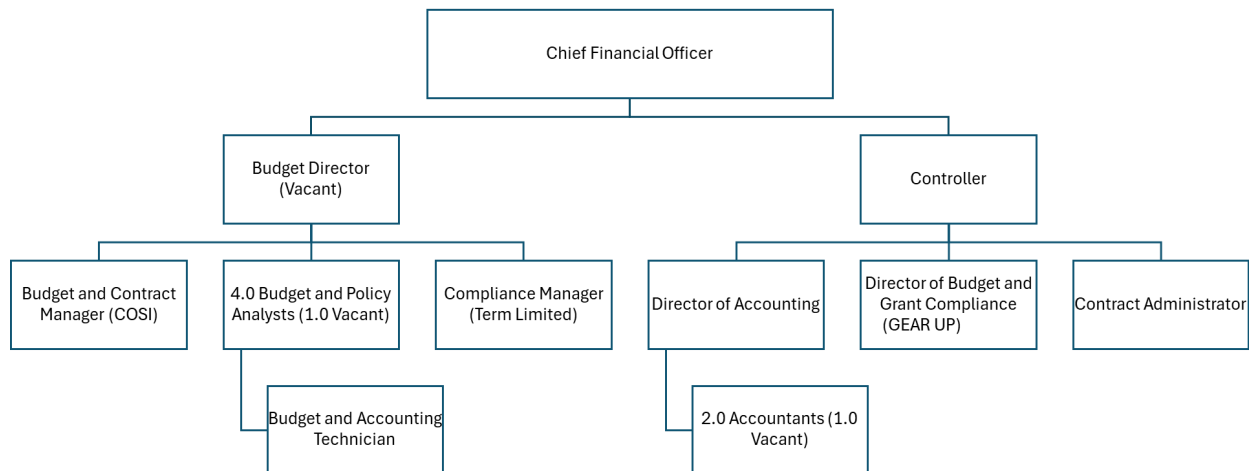 Chief Financial Officer
Budget Director
(Vacant)
Controller
Budget and Contract
Manager (COSI)
4.0 Budget and Policy
Analysts (1.0 Vacant)
Compliance Manager
(Term Limited)
Director of Accounting
Director of Budget and
Grant Compliance
(GEAR UP)
Contract Administrator
Budget and Accounting
Technician
2.0 Accountants (1.0
Vacant)